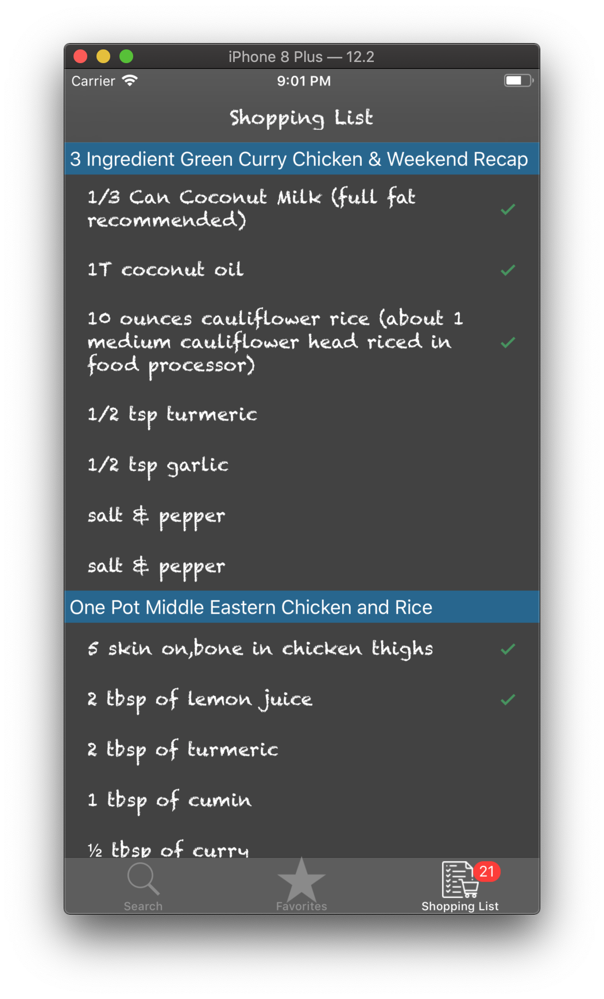 iPhone 8 Plus — 12.2
Carrier 9:01 PM
Shopping List
3 Ingredient Green Curry Chicken & Weekend Recap
1/3 Can Coconut Milk (full fat
recommended)
1T coconut oil
10 ounces cauliflower rice (about 1
medium cauliflower head riced in
food processor)
1/2 tsp turmeric
1/2 tsp garlic
salt & pepper
salt & pepper
One Pot Middle Eastern Chicken and Rice
5 skin on,bone in chicken thighs
2 tbsp of lemon juice
2 tbsp of turmeric
1 tbsp of cumin
½ tbsp of curry
21
Search Favorites Shopping List